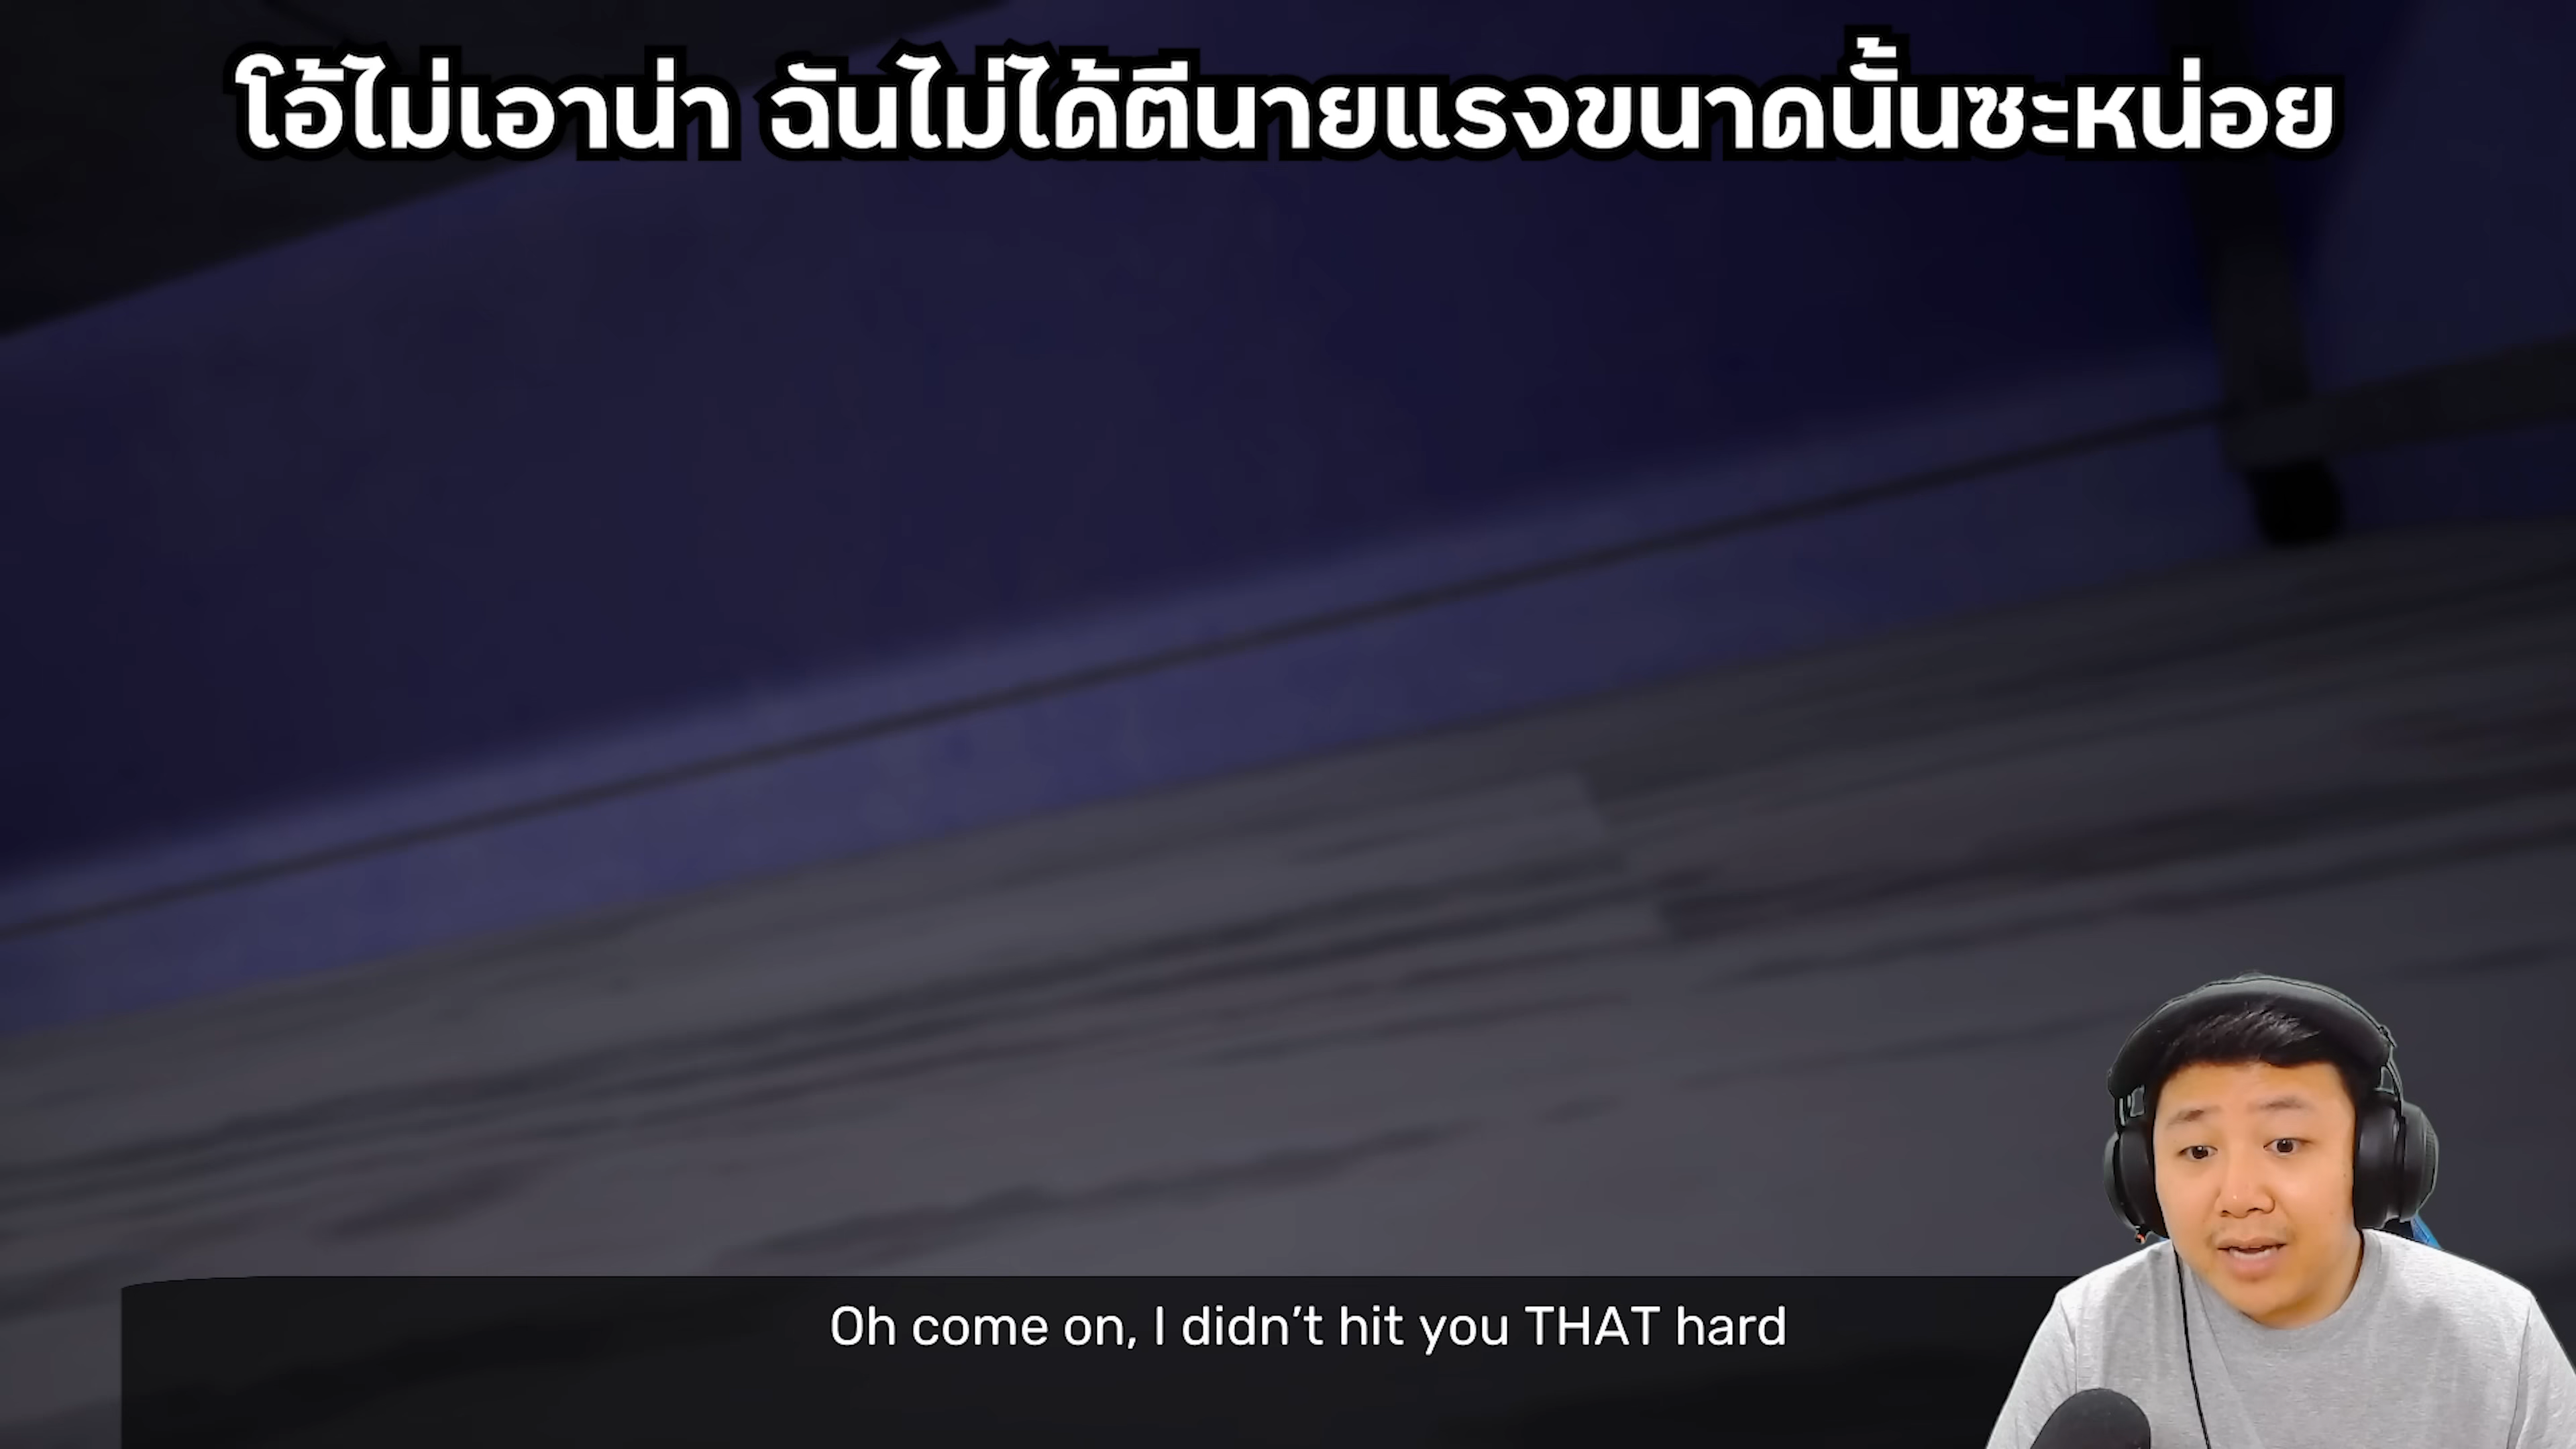 โอ้ไม่เอาน่า ฉันไม่ได้ตีนายแรงขนาดนั้นซะหน่อย
Oh come on, I didn’t hit you THAT hard